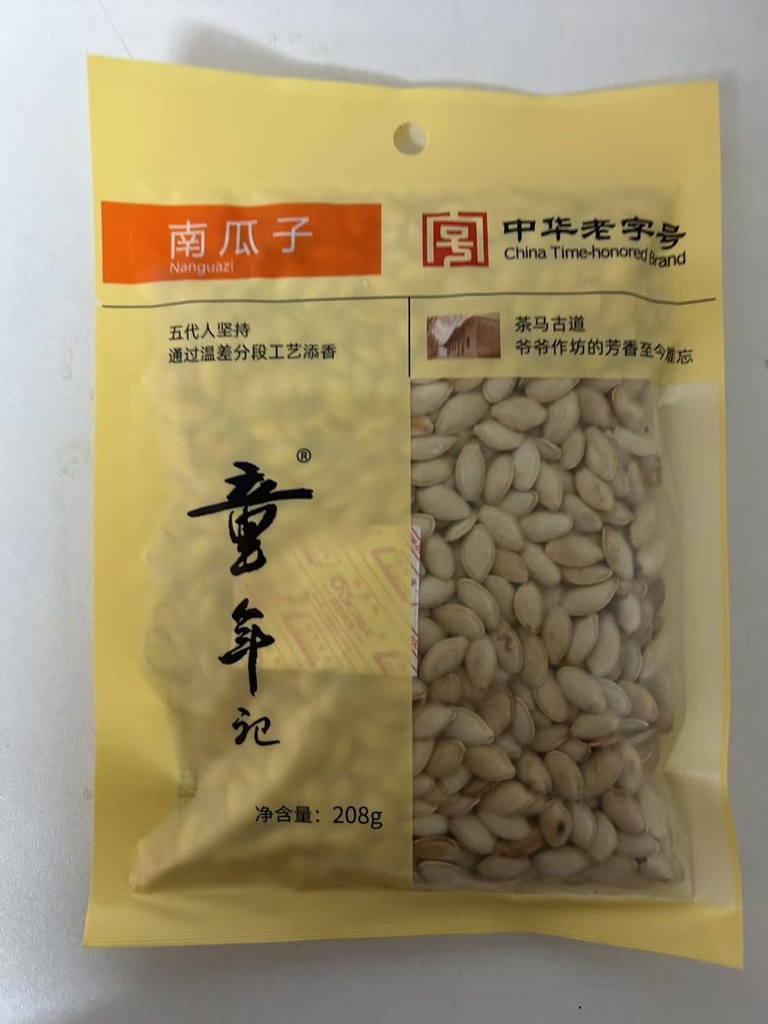 南瓜子
Nanguazi
中华老字号
China Time-honored Brand
五代人坚持
通过温差分段工艺添香
茶马古道
爷爷作坊的芳香至今难忘
®
童年记
净含量：208g